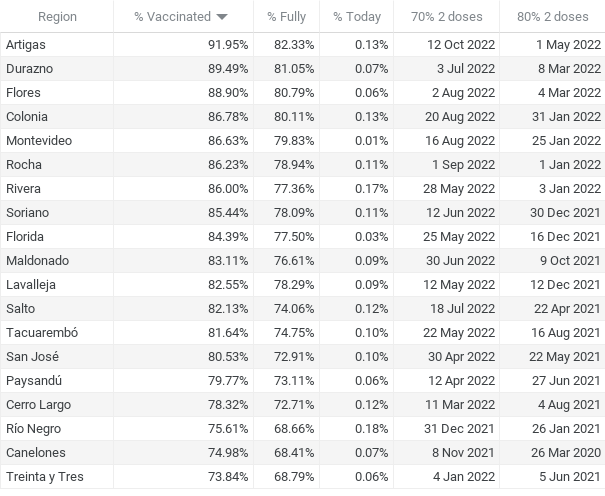 Region % Vaccinated % Fully % Today 70% 2 doses 80% 2 doses
Artigas 91.95% 82.33% 0.13% 12 Oct 2022 1 May 2022
Durazno 89.49% 81.05% 0.07% 3 Jul 2022 8 Mar 2022
Flores 88.90% 80.79% 0.06% 2 Aug 2022 4 Mar 2022
Colonia 86.78% 80.11% 0.13% 20 Aug 2022 31 Jan 2022
Montevideo 86.63% 79.83% 0.01% 16 Aug 2022 25 Jan 2022
Rocha 86.23% 78.94% 0.11% 1 Sep 2022 1 Jan 2022
Rivera 86.00% 77.36% 0.17% 28 May 2022 3 Jan 2022
Soriano 85.44% 78.09% 0.11% 12 Jun 2022 30 Dec 2021
Florida 84.39% 77.50% 0.03% 25 May 2022 16 Dec 2021
Maldonado 83.11% 76.61% 0.09% 30 Jun 2022 9 Oct 2021
Lavalleja 82.55% 78.29% 0.09% 12 May 2022 12 Dec 2021
Salto 82.13% 74.06% 0.12% 18 Jul 2022 22 Apr 2021
Tacuarembó 81.64% 74.75% 0.10% 22 May 2022 16 Aug 2021
San José 80.53% 72.91% 0.10% 30 Apr 2022 22 May 2021
Paysandú 79.77% 73.11% 0.06% 12 Apr 2022 27 Jun 2021
Cerro Largo 78.32% 72.71% 0.12% 11 Mar 2022 4 Aug 2021
Río Negro 75.61% 68.66% 0.18% 31 Dec 2021 26 Jan 2021
Canelones 74.98% 68.41% 0.07% 8 Nov 2021 26 Mar 2020
Treinta y Tres 73.84% 68.79% 0.06% 4 Jan 2022 5 Jun 2021